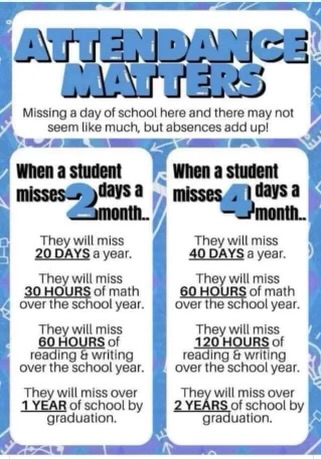 ATTENDANCE
MATTERS
Missing a day of school here and there may not
seem like much, but absences add up!
When a student
misses 2 days a
month..
They will miss
20 DAYS a year.
They will miss
30 HOURS of math
over the school year.
They will miss
60 HOURS of
reading & writing
over the school year.
They will miss over
1 YEAR of school by
graduation.
When a student
misses 4 days a
month..
They will miss
40 DAYS a year.
They will miss
60 HOURS of math
over the school year.
They will miss
120 HOURS of
reading & writing
over the school year.
They will miss over
2 YEARS of school by
graduation.